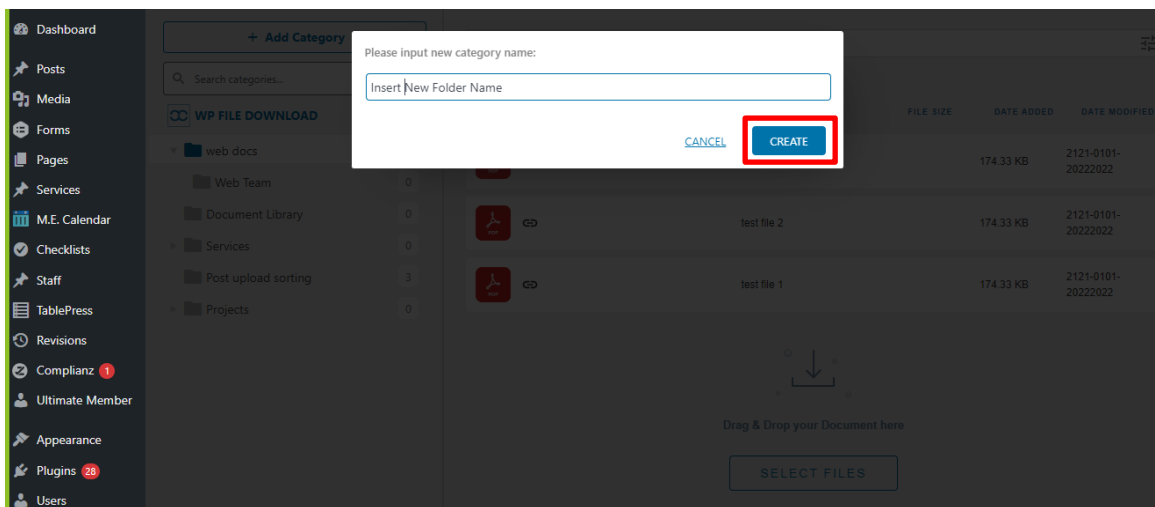 Dashboard
Posts
Media
Forms
Pages
Services
M.E. Calendar
Checklists
Staff
TablePress
Revisions
Complianz 1
Ultimate Member
Appearance
Plugins 28
Users
+ Add Category
Search categories...
WP FILE DOWNLOAD
web docs
Web Team 0
Document Library 0
Services 0
Post upload sorting 3
Projects 0
Please input new category name:
Insert New Folder Name
CANCEL
CREATE
FILE SIZE DATE ADDED DATE MODIFIED
174.33 KB 2121-0101-
20222022
PDF test file 2 174.33 KB 2121-0101-
20222022
PDF test file 1 174.33 KB 2121-0101-
20222022
Drag & Drop your Document here
SELECT FILES